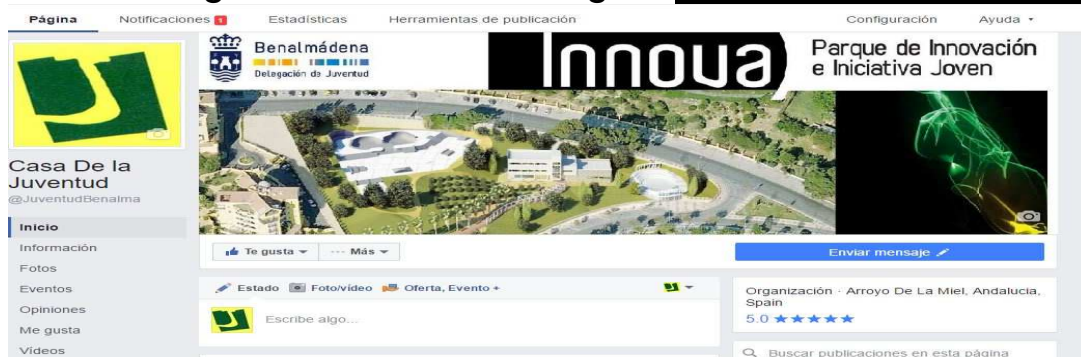 Página Notificaciones 1 Estadísticas Herramientas de publicación Configuración Ayuda
Benalmádena
Delegación de Juventud
Innova)
Parque de Innovación
e Iniciativa Joven
Casa De la
Juventud
@JuventudBenalma
Inicio
Información
Fotos
Eventos
Opiniones
Me gusta
Vídeos
Te gusta ··· Más Enviar mensaje
Estado Foto/vídeo Oferta, Evento +
Escribe algo...
Organización · Arroyo De La Miel, Andalucía,
Spain
5.0 ★★★★★
Buscar publicaciones en esta página